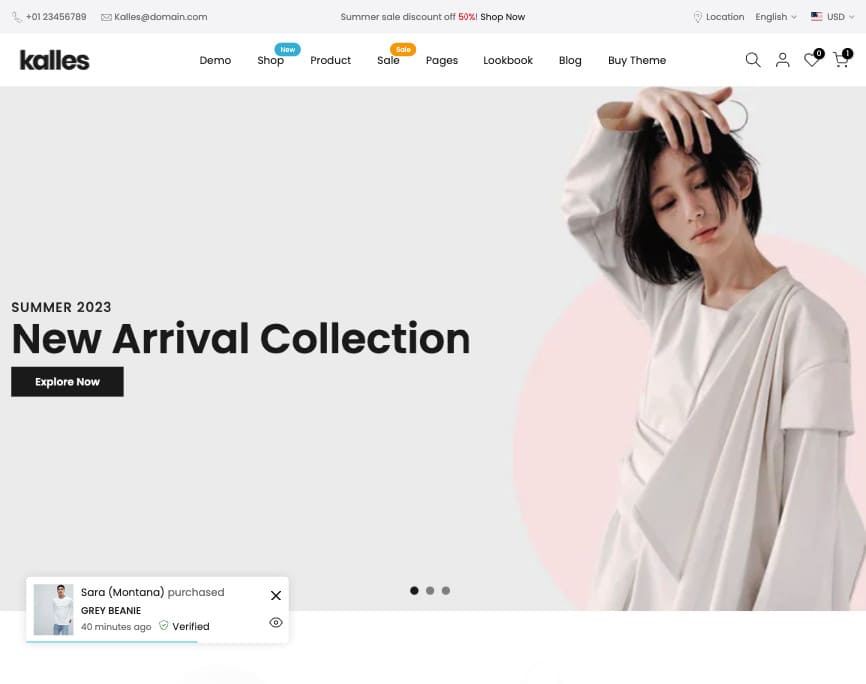 +01 23456789 Kalles@domain.com Summer sale discount off 50%! Shop Now Location English USD
kalles Demo Shop New Product Sale Sale Pages Lookbook Blog Buy Theme 0 1
SUMMER 2023
New Arrival Collection
Explore Now
Sara (Montana) purchased
GREY BEANIE
40 minutes ago Verified